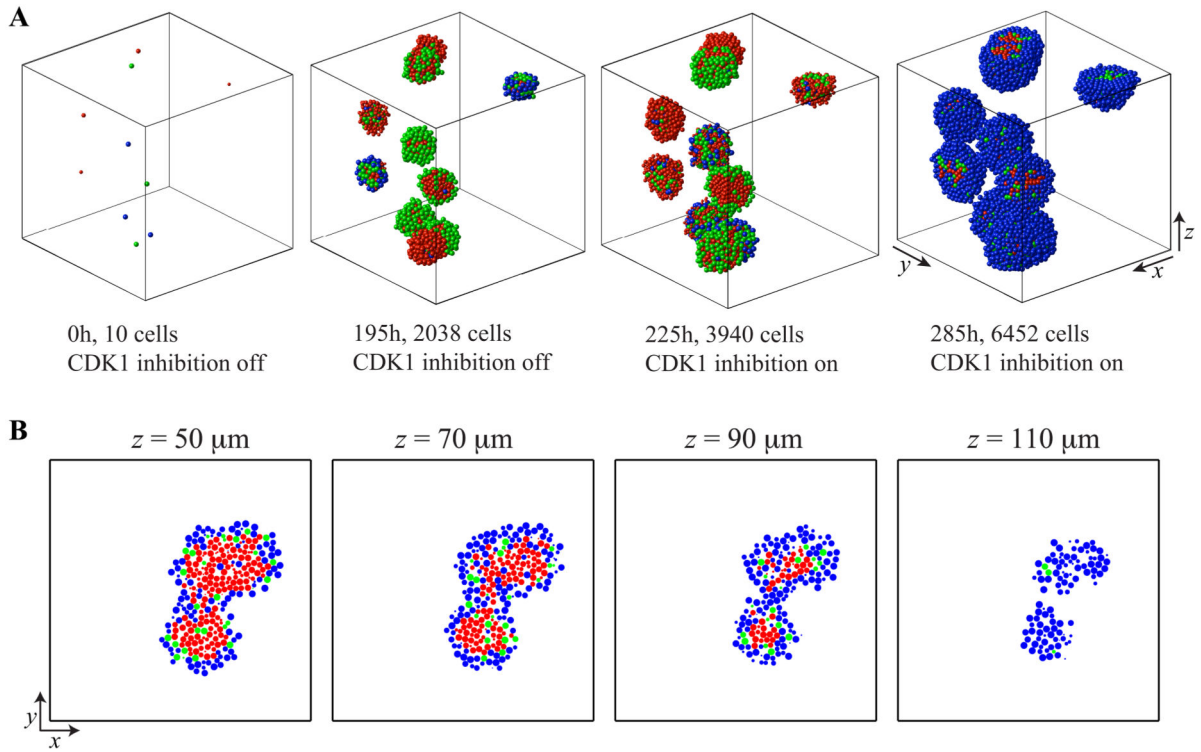 A
y
x
z
0h, 10 cells
CDK1 inhibition off
195h, 2038 cells
CDK1 inhibition off
225h, 3940 cells
CDK1 inhibition on
285h, 6452 cells
CDK1 inhibition on
B
z = 50 μm
z = 70 μm
z = 90 μm
z = 110 μm
y
x